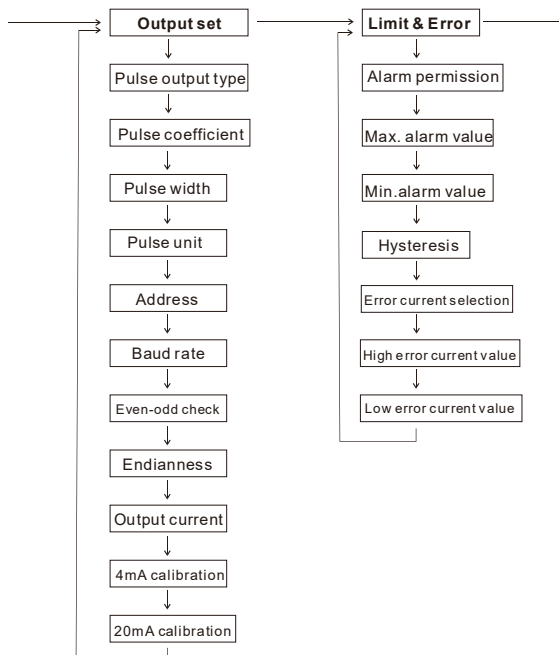 Output set
Pulse output type
Pulse coefficient
Pulse width
Pulse unit
Address
Baud rate
Even-odd check
Endianness
Output current
4mA calibration
20mA calibration
Limit & Error
Alarm permission
Max. alarm value
Min.alarm value
Hysteresis
Error current selection
High error current value
Low error current value